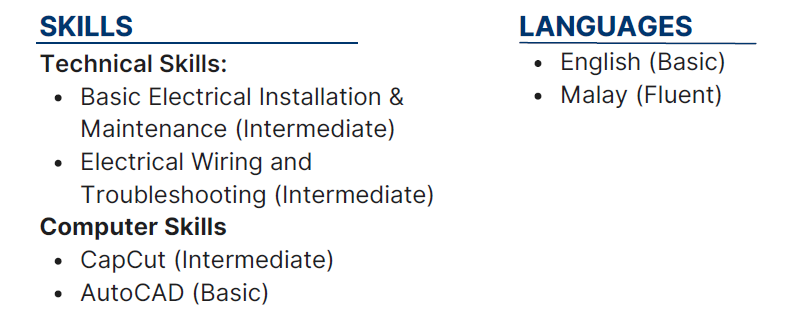 SKILLS
Technical Skills:
• Basic Electrical Installation &
Maintenance (Intermediate)
• Electrical Wiring and
Troubleshooting (Intermediate)
Computer Skills
• CapCut (Intermediate)
• AutoCAD (Basic)
LANGUAGES
• English (Basic)
• Malay (Fluent)